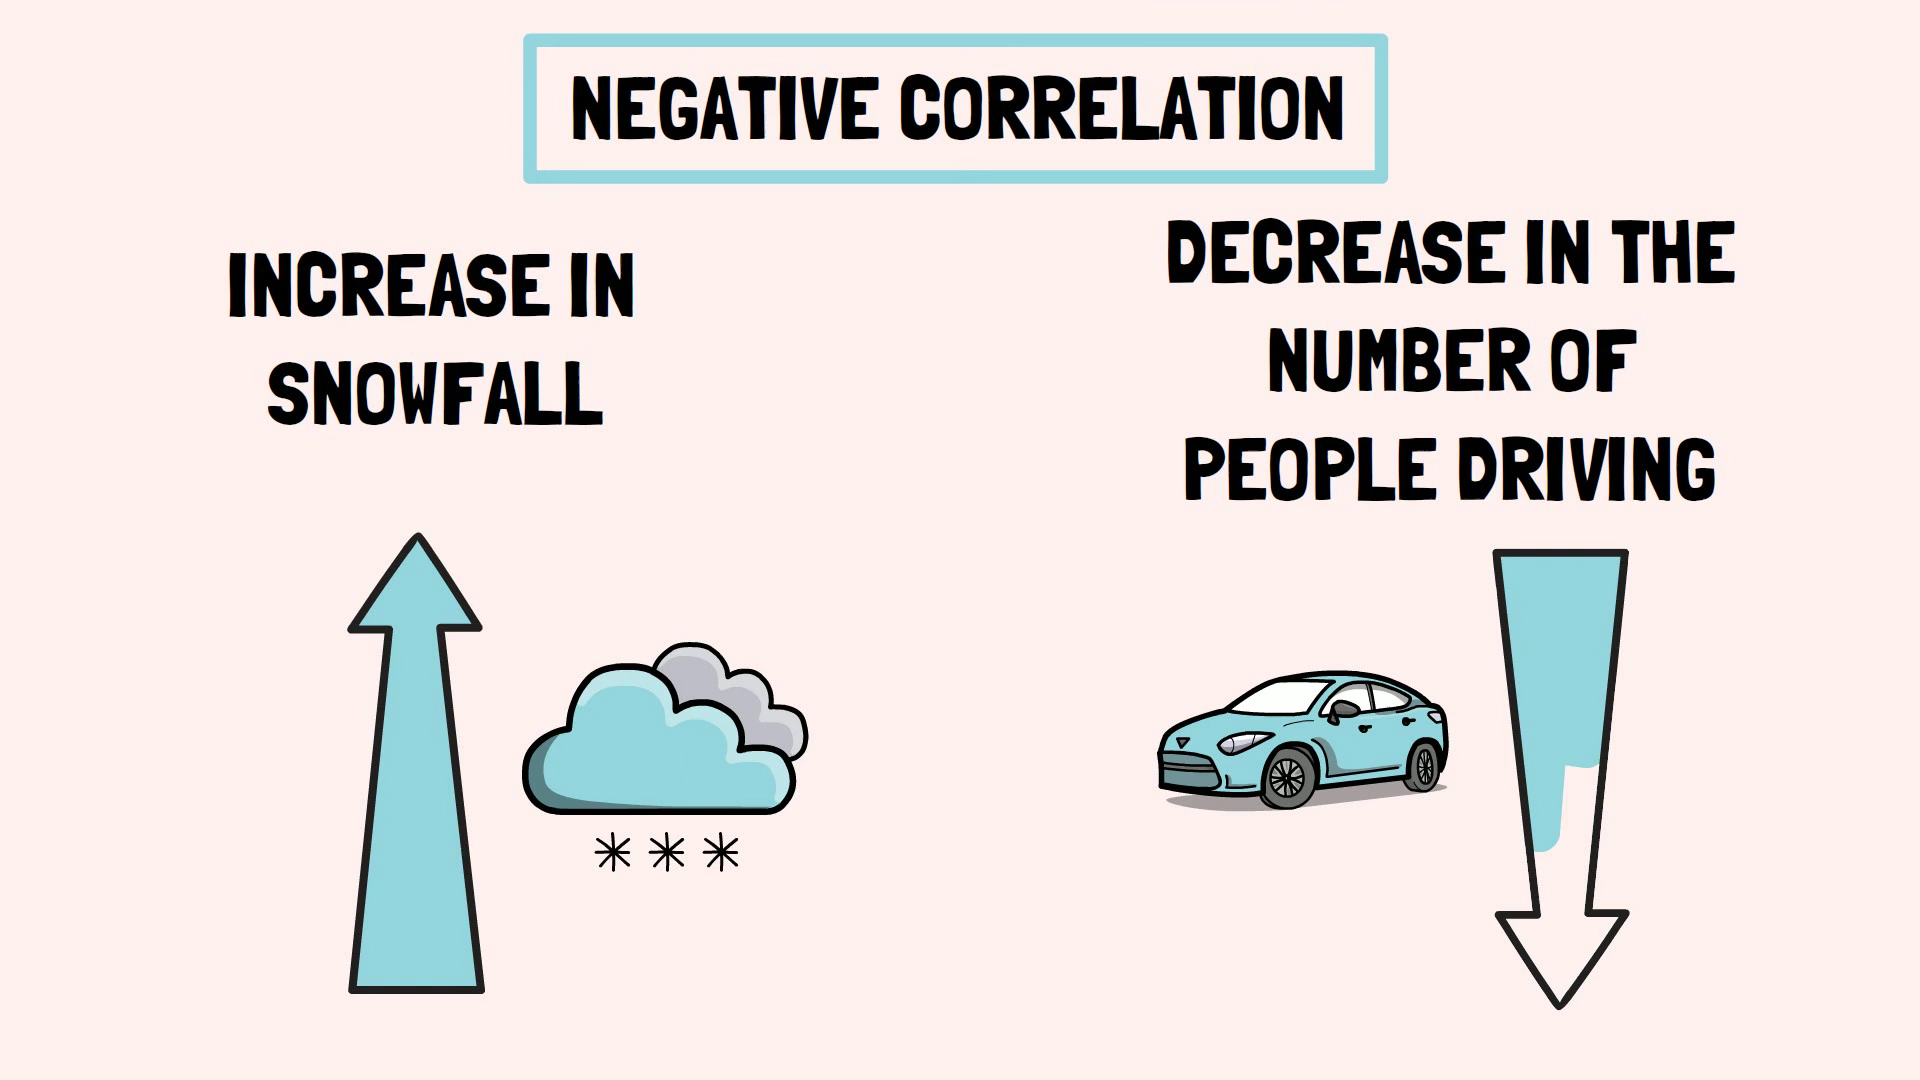 NEGATIVE CORRELATION
INCREASE IN
SNOWFALL
DECREASE IN THE
NUMBER OF
PEOPLE DRIVING